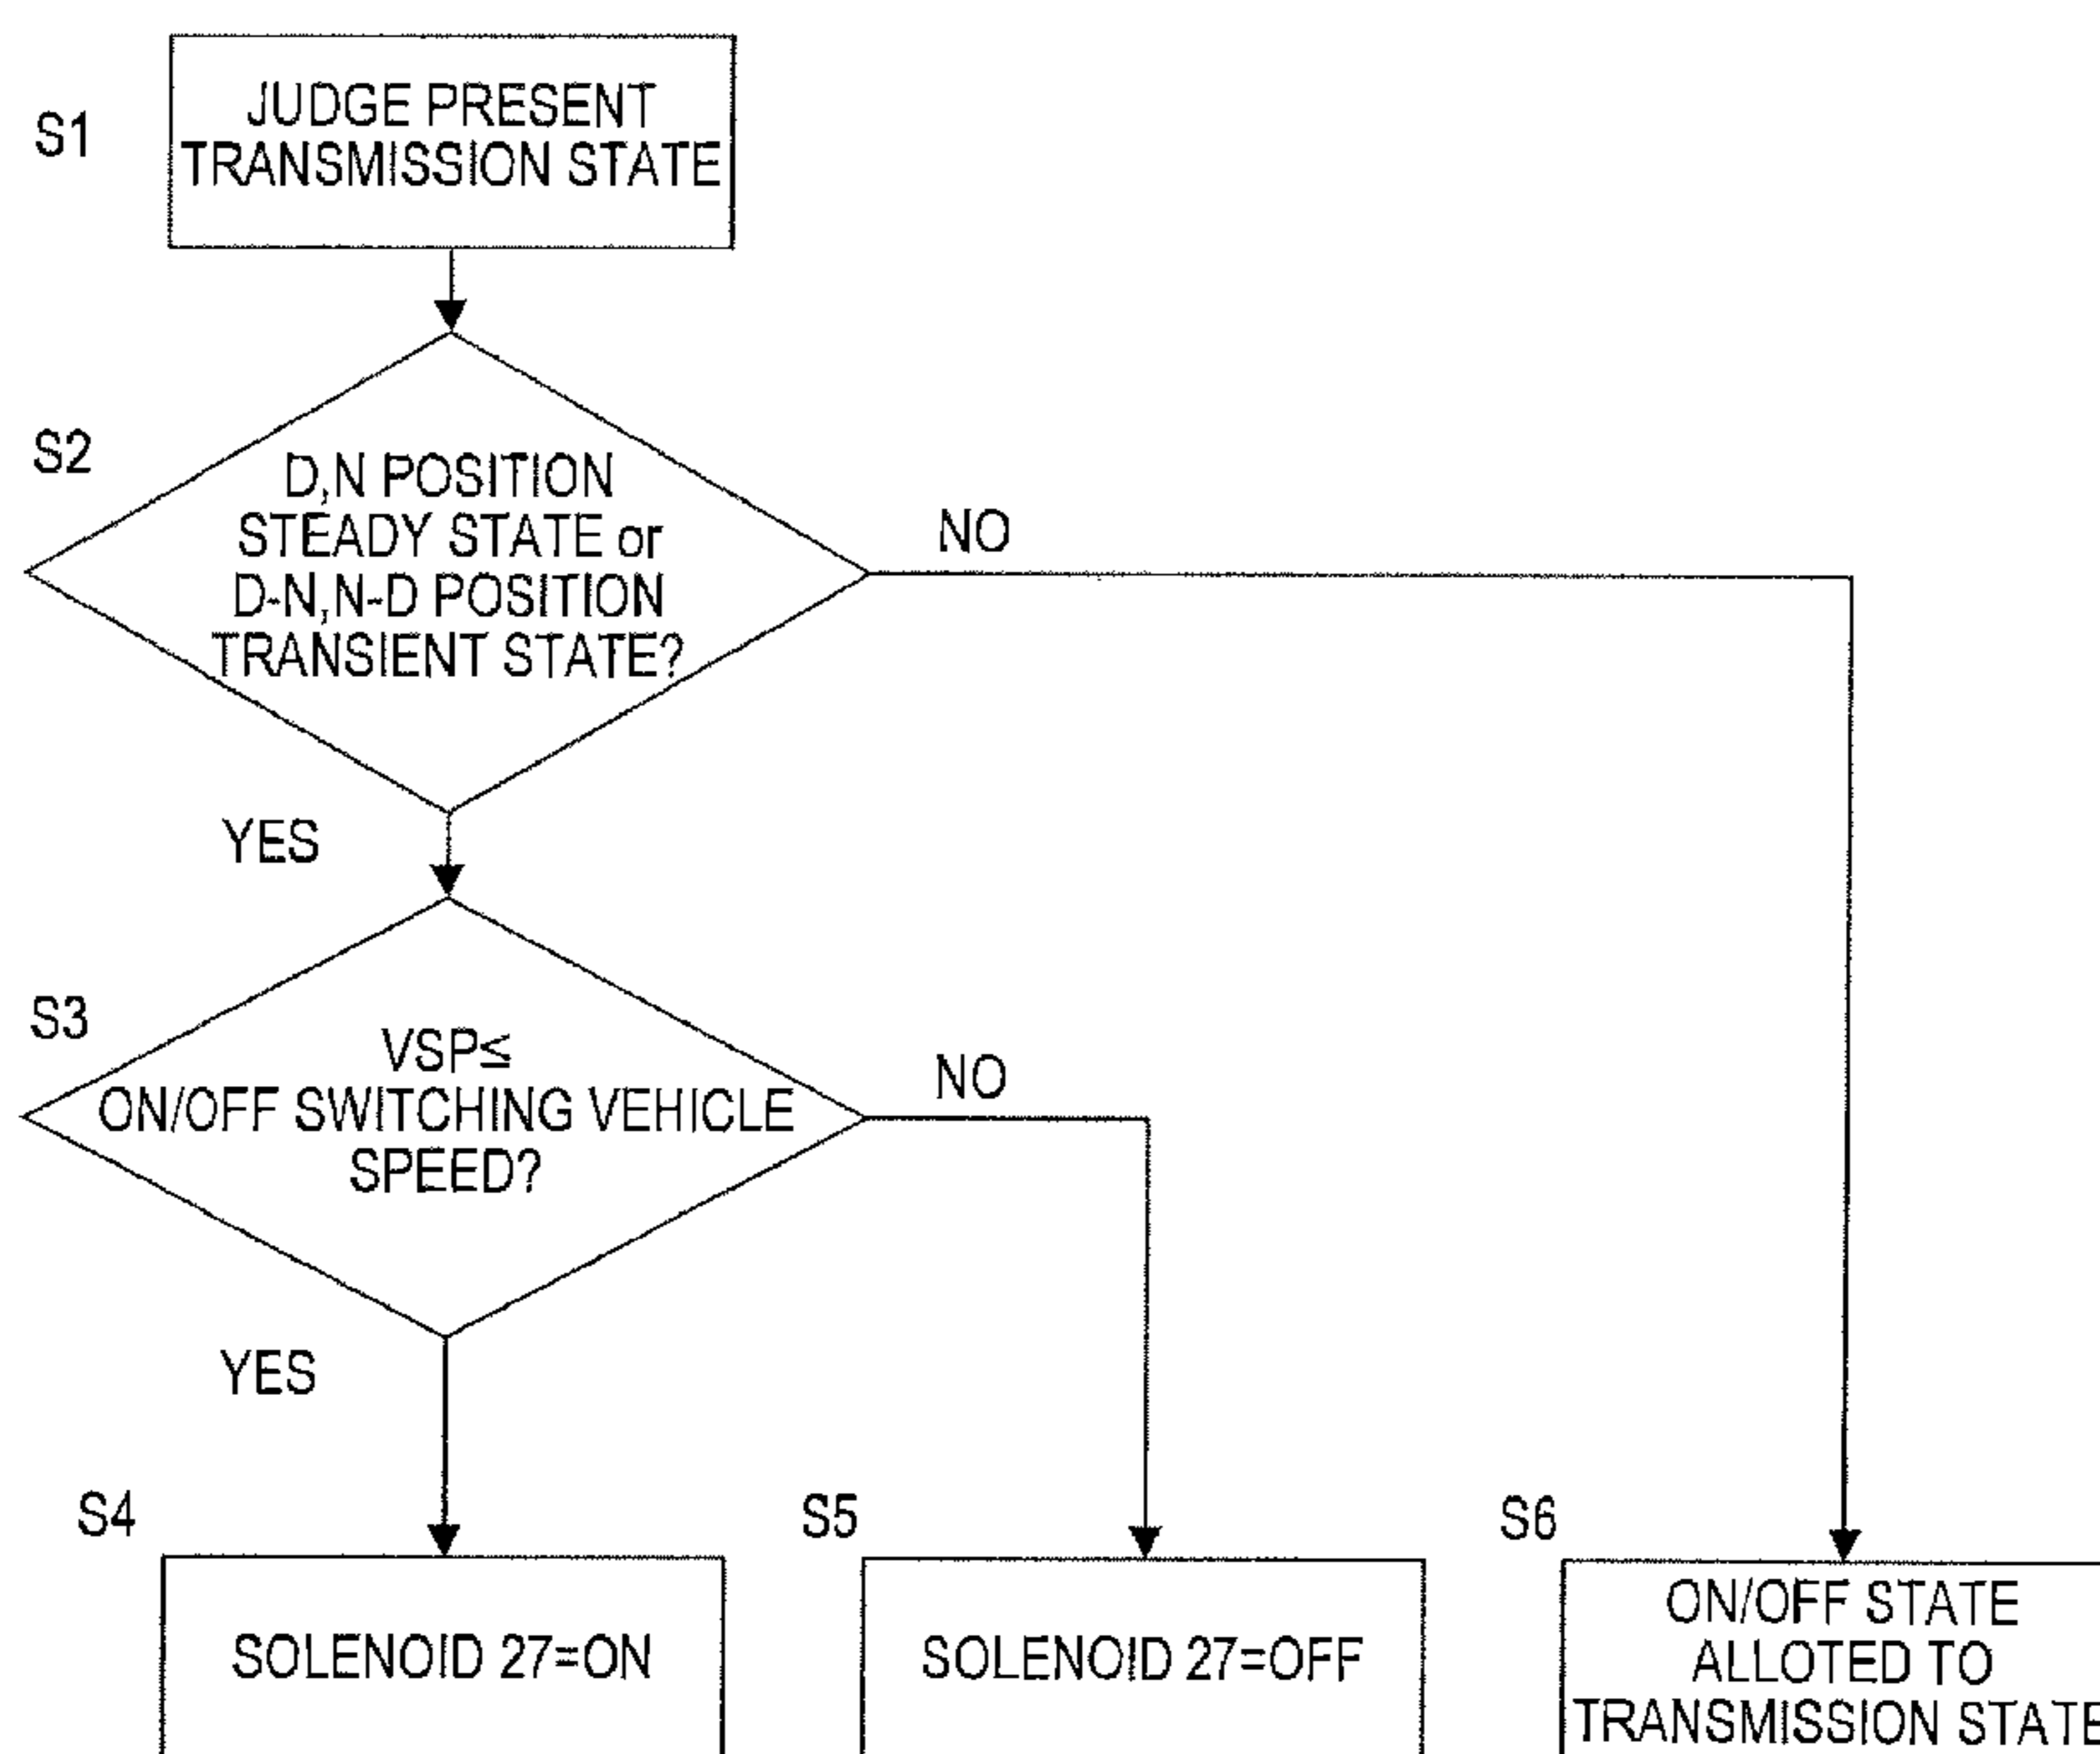 S1
JUDGE PRESENT
TRANSMISSION STATE
S2
D,N POSITION
STEADY STATE or
D-N,N-D POSITION
TRANSIENT STATE?
NO
YES
S3
VSP≤
ON/OFF SWITCHING VEHICLE
SPEED?
NO
YES
S4
SOLENOID 27=ON
S5
SOLENOID 27=OFF
S6
ON/OFF STATE
ALLOTED TO
TRANSMISSION STATE